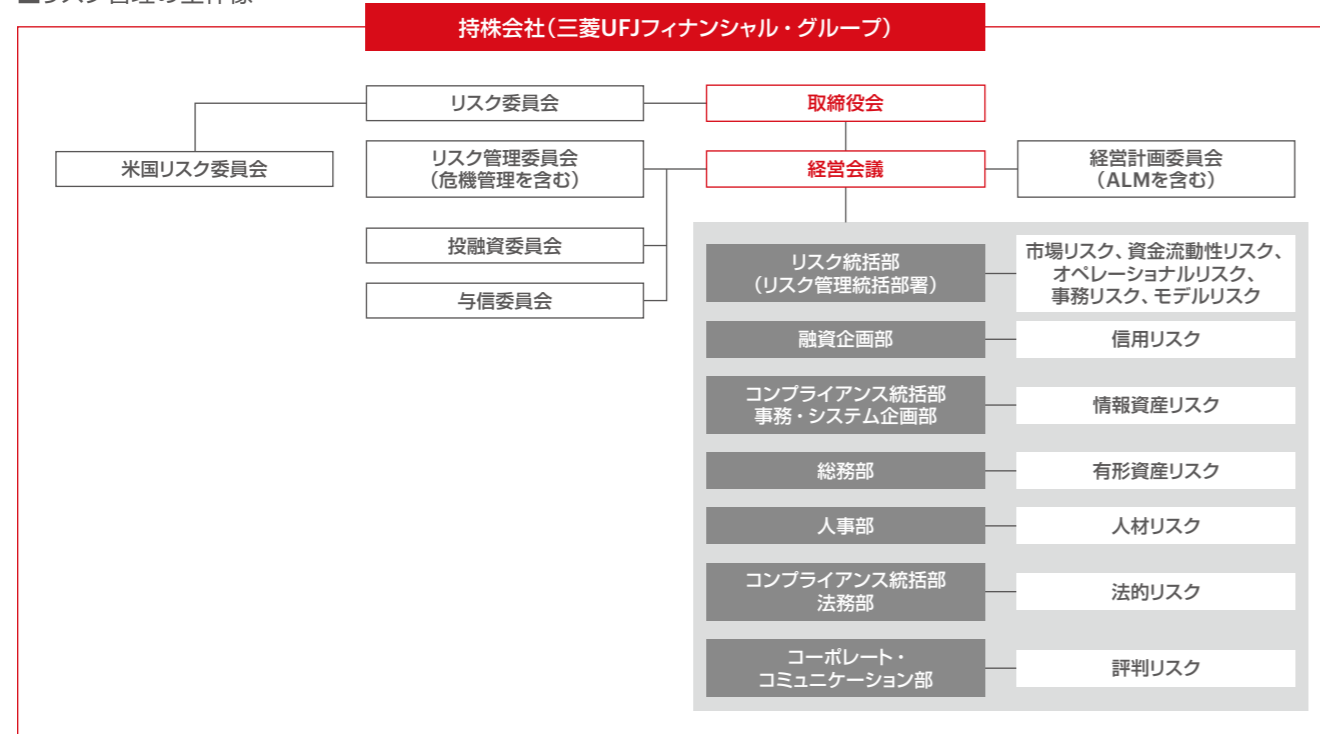 ■リスク管理の全体像
持株会社(三菱UFJフィナンシャル・グループ)
リスク委員会
取締役会
米国リスク委員会
リスク管理委員会
(危機管理を含む)
経営会議
経営計画委員会
(ALMを含む)
投融資委員会
与信委員会
リスク統括部
(リスク管理統括部署)
市場リスク、資金流動性リスク、
オペレーショナルリスク、
事務リスク、モデルリスク
融資企画部
信用リスク
コンプライアンス統括部
事務・システム企画部
情報資産リスク
総務部
有形資産リスク
人事部
人材リスク
コンプライアンス統括部
法務部
法的リスク
コーポレート・
コミュニケーション部
評判リスク